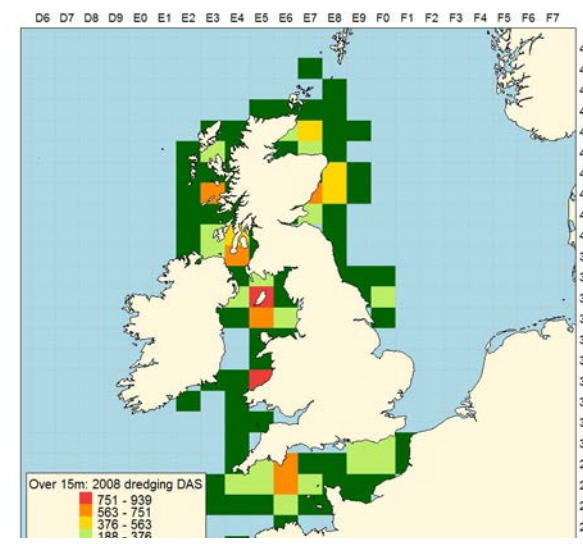 D6 D7 D8 D9 E0 E1 E2 E3 E4 E5 E6 E7 E8 E9 F0 F1 F2 F3 F4 F5 F6 F7
Over 15m: 2008 dredging DAS
751 - 939
563 - 751
376 - 563
188 - 376